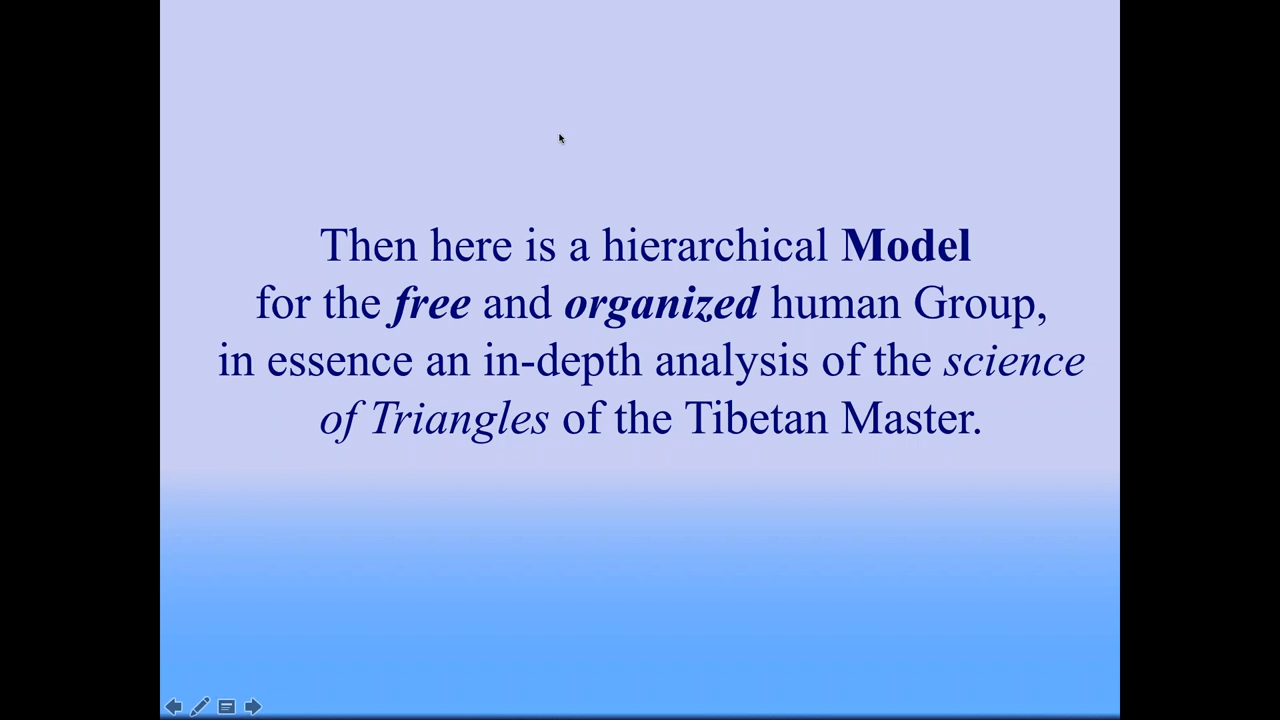 Then here is a hierarchical Model
for the free and organized human Group,
in essence an in-depth analysis of the science
of Triangles of the Tibetan Master.